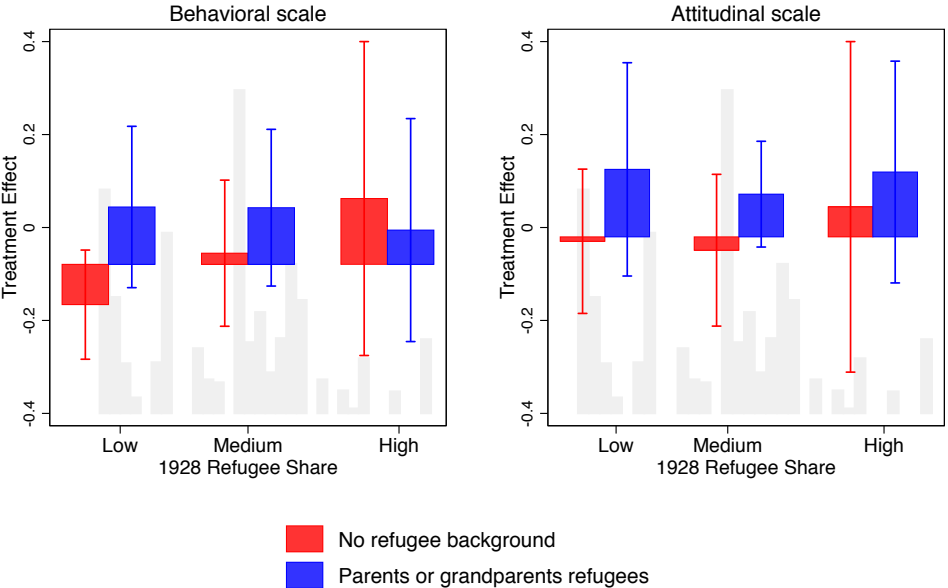 Behavioral scale
Attitudinal scale
Treatment Effect
0.4
0.2
0
-0.2
-0.4
Low Medium High
1928 Refugee Share
Treatment Effect
0.4
0.2
0
-0.2
-0.4
Low Medium High
1928 Refugee Share
No refugee background
Parents or grandparents refugees